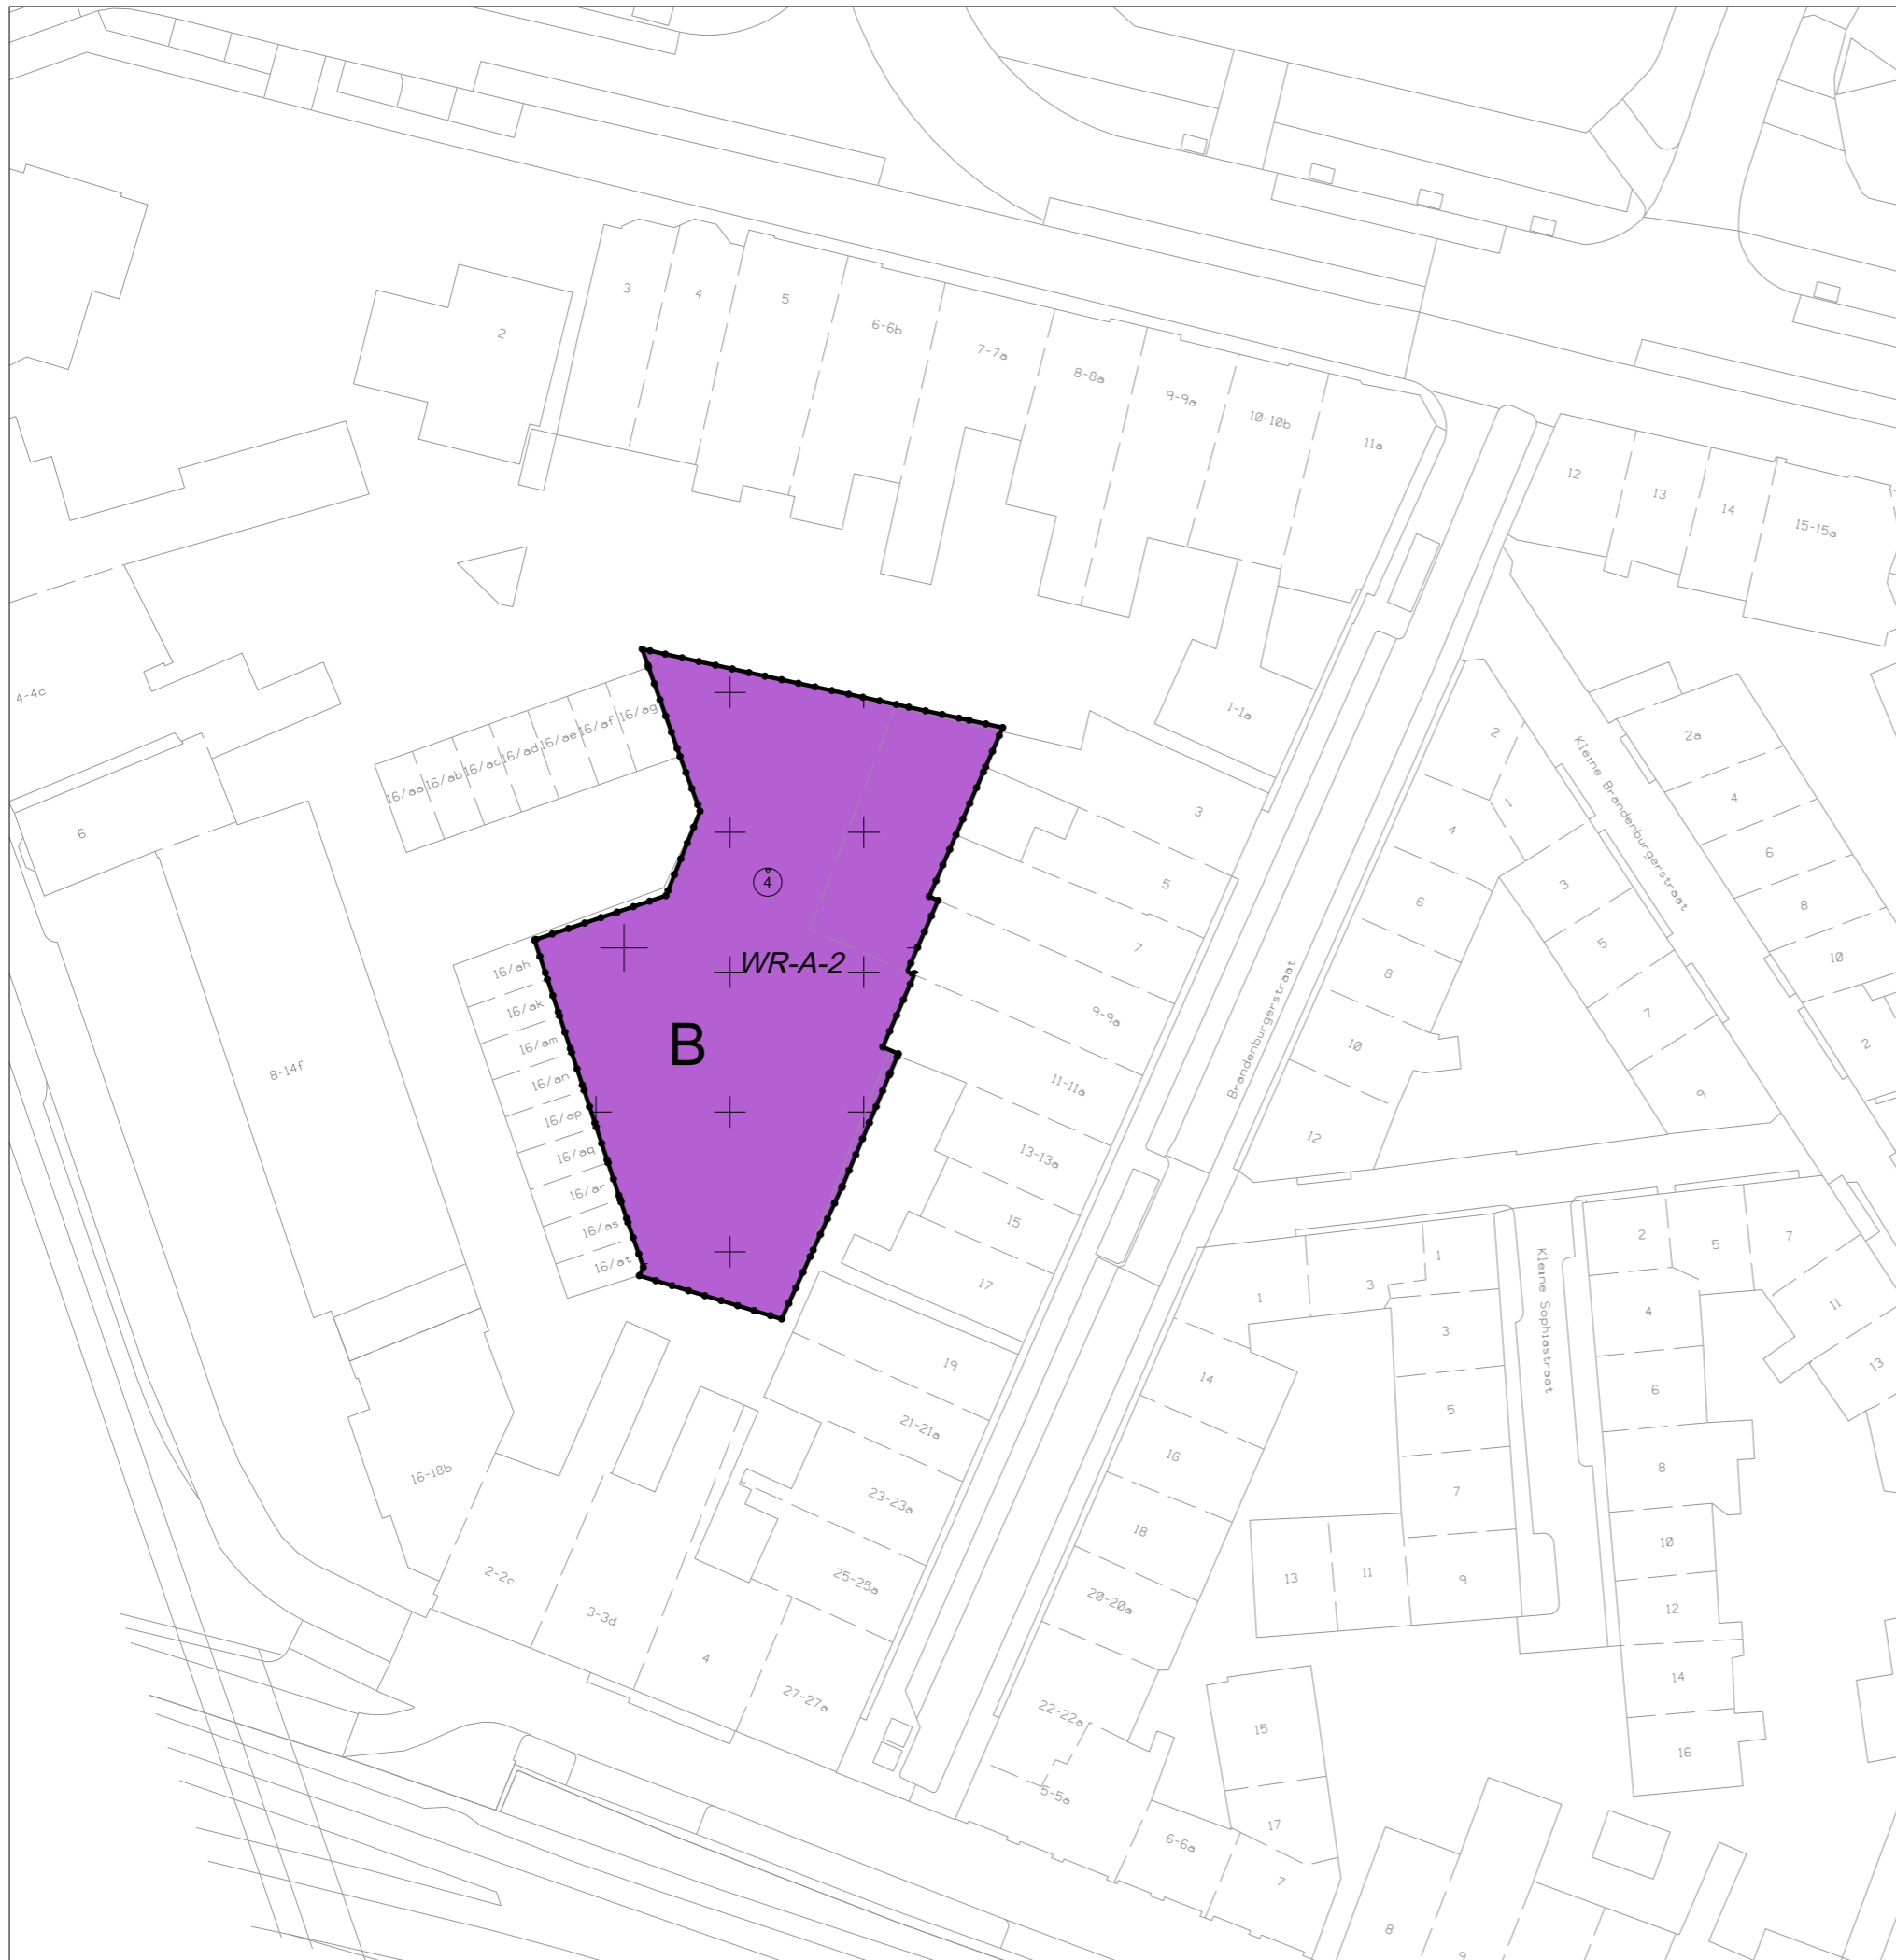 2
3
4
5
6-6b
7-7a
8-8a
9-9a
10-10b
11a
12
13
14
15-15a
4-4c
6
8-14f
16-18b
16/aa
16/ab
16/ac
16/ad
16/ae
16/af
16/ag
16/ah
16/ak
16/am
16/an
16/ap
16/aq
16/ar
16/as
16/at
4
WR-A-2
B
1-1a
3
5
7
9-9a
11-11a
13-13a
15
17
19
21-21a
23-23a
25-25a
27-27a
2-2c
3-3d
4
Brandenburgerstraat
Kleine Brandenburgerstraat
Kleine Sophiastraat
2
4
6
8
10
12
1
3
5
7
9
2a
4
6
8
10
2
1
3
1
3
5
7
9
11
13
14
16
18
20-20a
22-22a
5-5a
6-6a
7
15
17
2
4
6
8
10
12
14
16
5
7
11
13
8
9